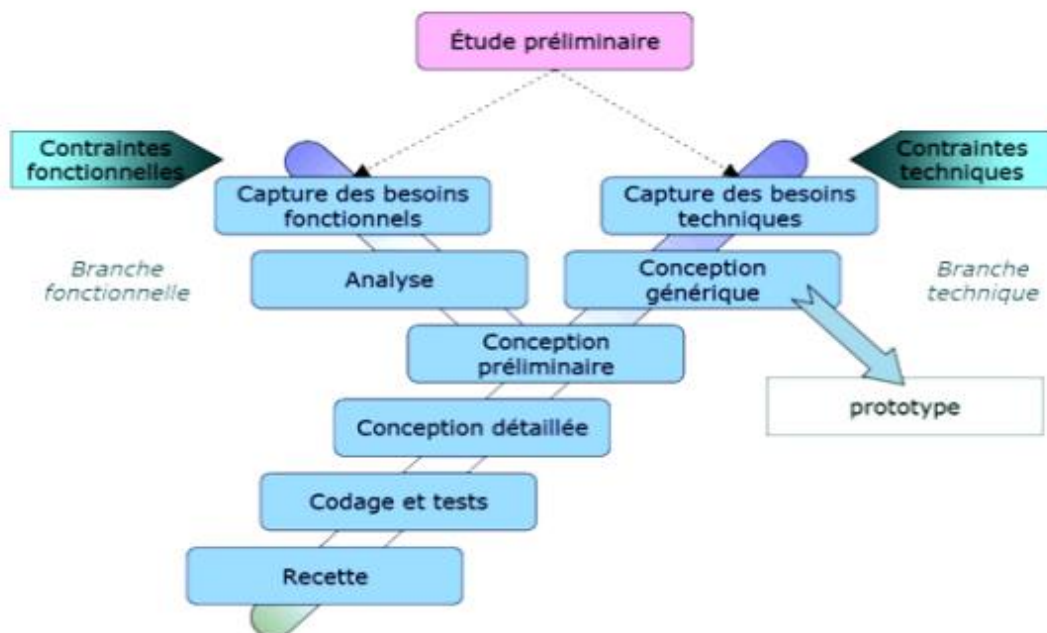 Étude préliminaire
Contraintes
fonctionnelles
Contraintes
techniques
Capture des besoins
fonctionnels
Capture des besoins
techniques
Branche
fonctionnelle
Analyse
Conception
générique
Branche
technique
Conception
préliminaire
prototype
Conception détaillée
Codage et tests
Recette